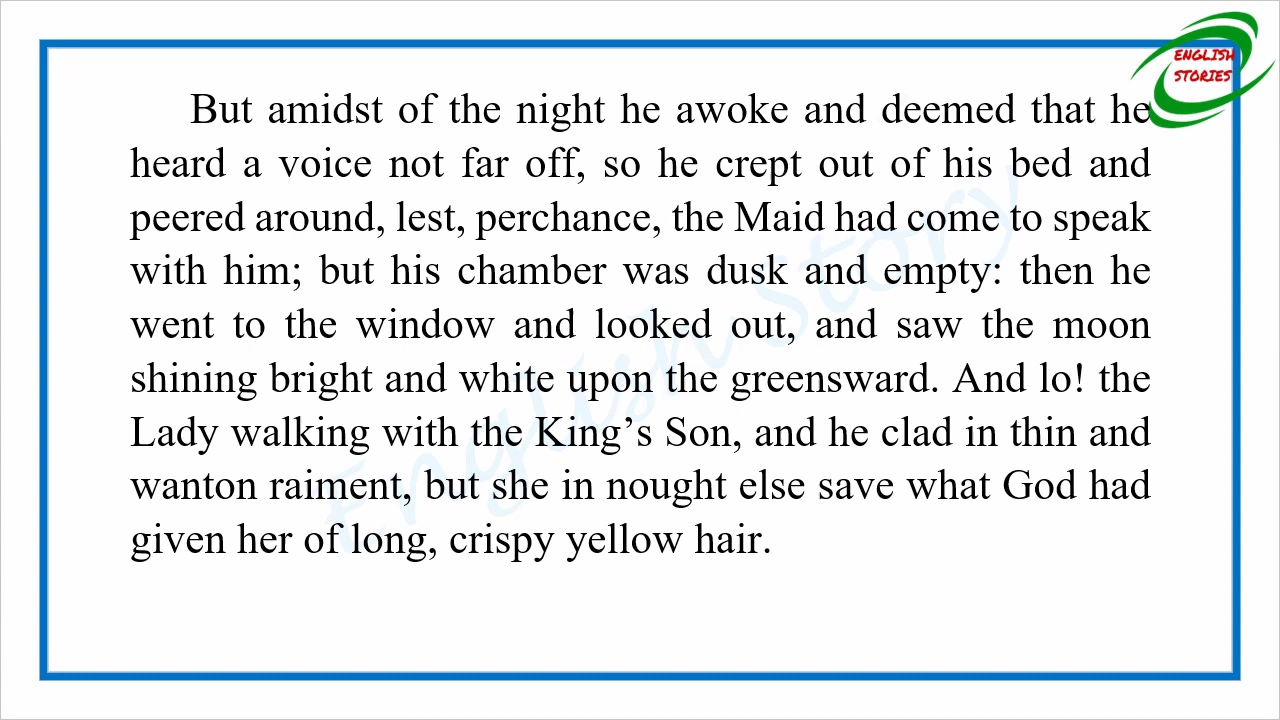 ENGLISH
STORIES
But amidst of the night he awoke and deemed that he
heard a voice not far off, so he crept out of his bed and
peered around, lest, perchance, the Maid had come to speak
with him; but his chamber was dusk and empty: then he
went to the window and looked out, and saw the moon
shining bright and white upon the greensward. And lo! the
Lady walking with the King’s Son, and he clad in thin and
wanton raiment, but she in nought else save what God had
given her of long, crispy yellow hair.
English Story